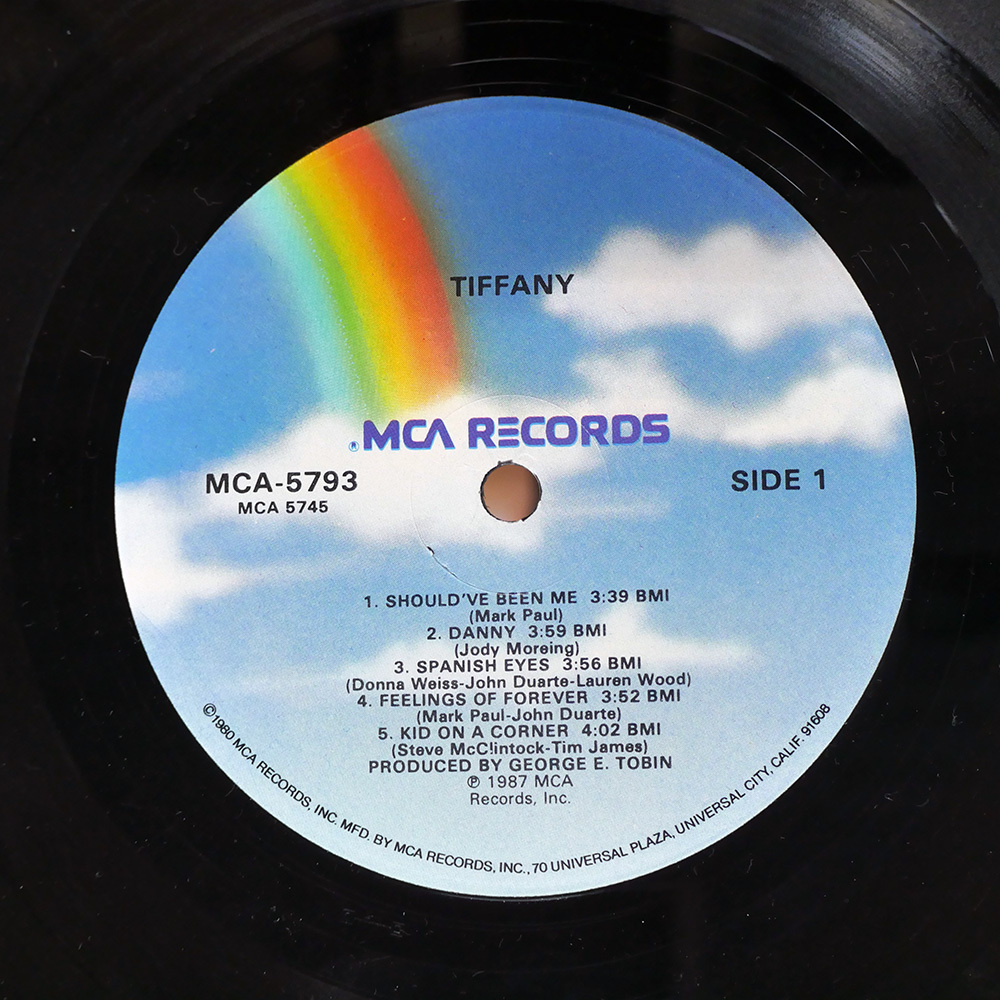 TIFFANY
® MCA RECORDS
MCA-5793
MCA 5745
SIDE 1
1. SHOULD'VE BEEN ME 3:39 BMI
(Mark Paul)
2. DANNY 3:59 BMI
(Jody Moreing)
3. SPANISH EYES 3:56 BMI
(Donna Weiss-John Duarte-Lauren Wood)
4. FEELINGS OF FOREVER 3:52 BMI
(Mark Paul-John Duarte)
5. KID ON A CORNER 4:02 BMI
(Steve McC!intock-Tim James)
PRODUCED BY GEORGE E. TOBIN
℗ 1987 MCA
Records, Inc.
©1980 MCA RECORDS, INC. MFD. BY MCA RECORDS, INC., 70 UNIVERSAL PLAZA, UNIVERSAL CITY, CALIF. 91608